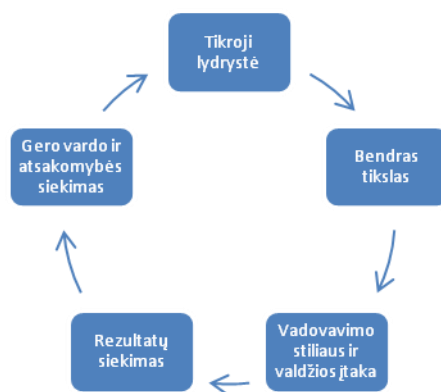 Tikroji
lydrystė
Bendras
tikslas
Vadovavimo
stiliaus ir
valdžios įtaka
Rezultatų
siekimas
Gero vardo ir
atsakomybės
siekimas